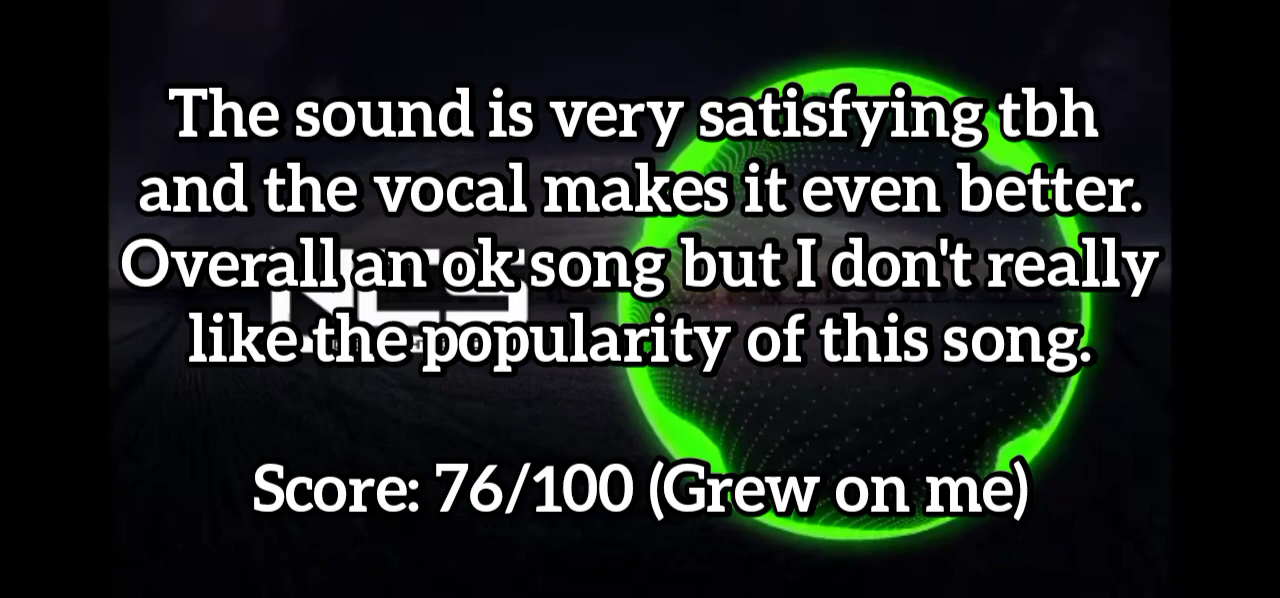 The sound is very satisfying tbh
and the vocal makes it even better.
Overall an ok song but I don't really
like the popularity of this song.
NCS
Score: 76/100 (Grew on me)